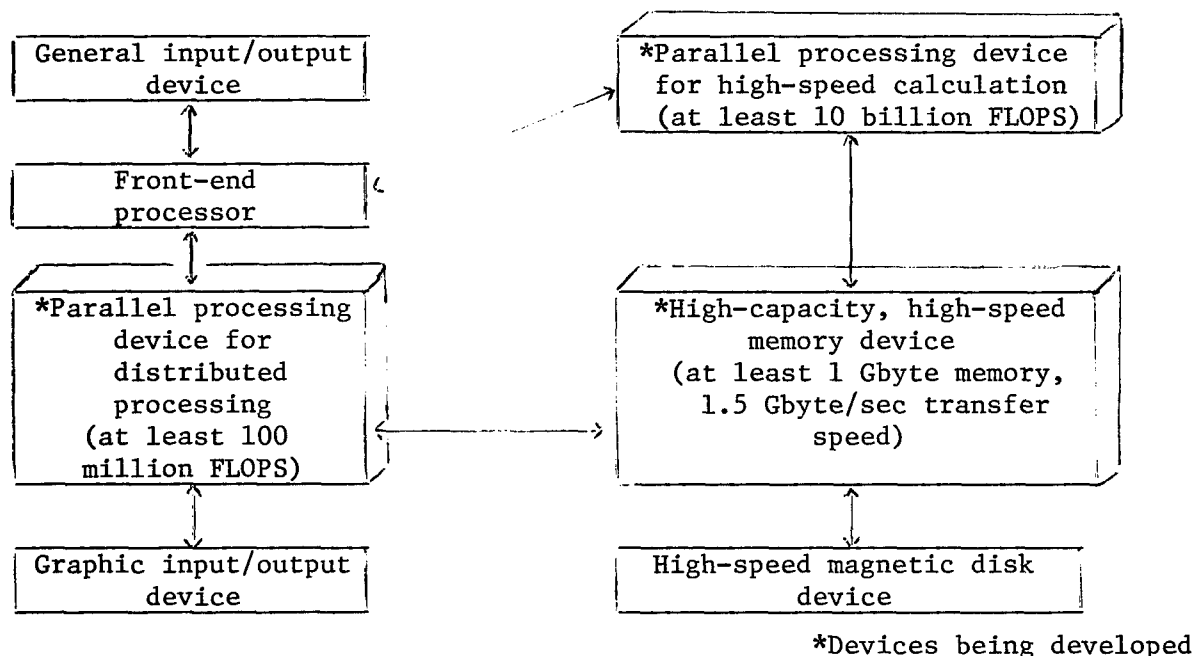 General input/output
device
Front-end
processor
*Parallel processing
device for
distributed
processing
(at least 100
million FLOPS)
Graphic input/output
device
*Parallel processing device
for high-speed calculation
(at least 10 billion FLOPS)
*High-capacity, high-speed
memory device
(at least 1 Gbyte memory,
1.5 Gbyte/sec transfer
speed)
High-speed magnetic disk
device
*Devices being developed